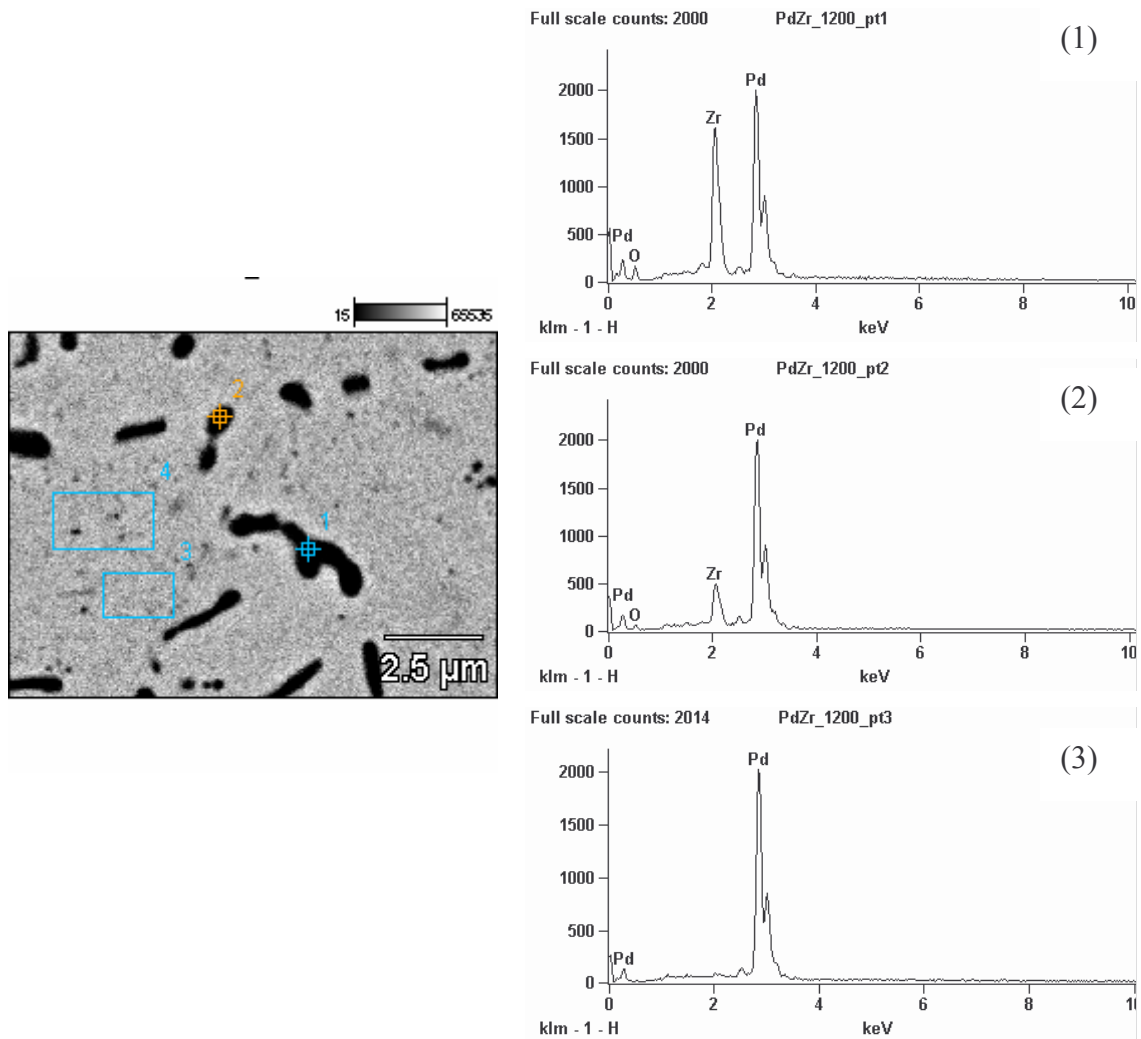 15 65535
2
4
1
3
2.5 µm
Full scale counts: 2000 PdZr_1200_pt1
(1)
2000
1500
1000
500
0
Pd
Zr
Pd
O
0 2 4 6 8 10
klm - 1 - H keV
Full scale counts: 2000 PdZr_1200_pt2
(2)
2000
1500
1000
500
0
Pd
Zr
Pd
O
0 2 4 6 8 10
klm - 1 - H keV
Full scale counts: 2014 PdZr_1200_pt3
(3)
2000
1500
1000
500
0
Pd
Pd
0 2 4 6 8 10
klm - 1 - H keV